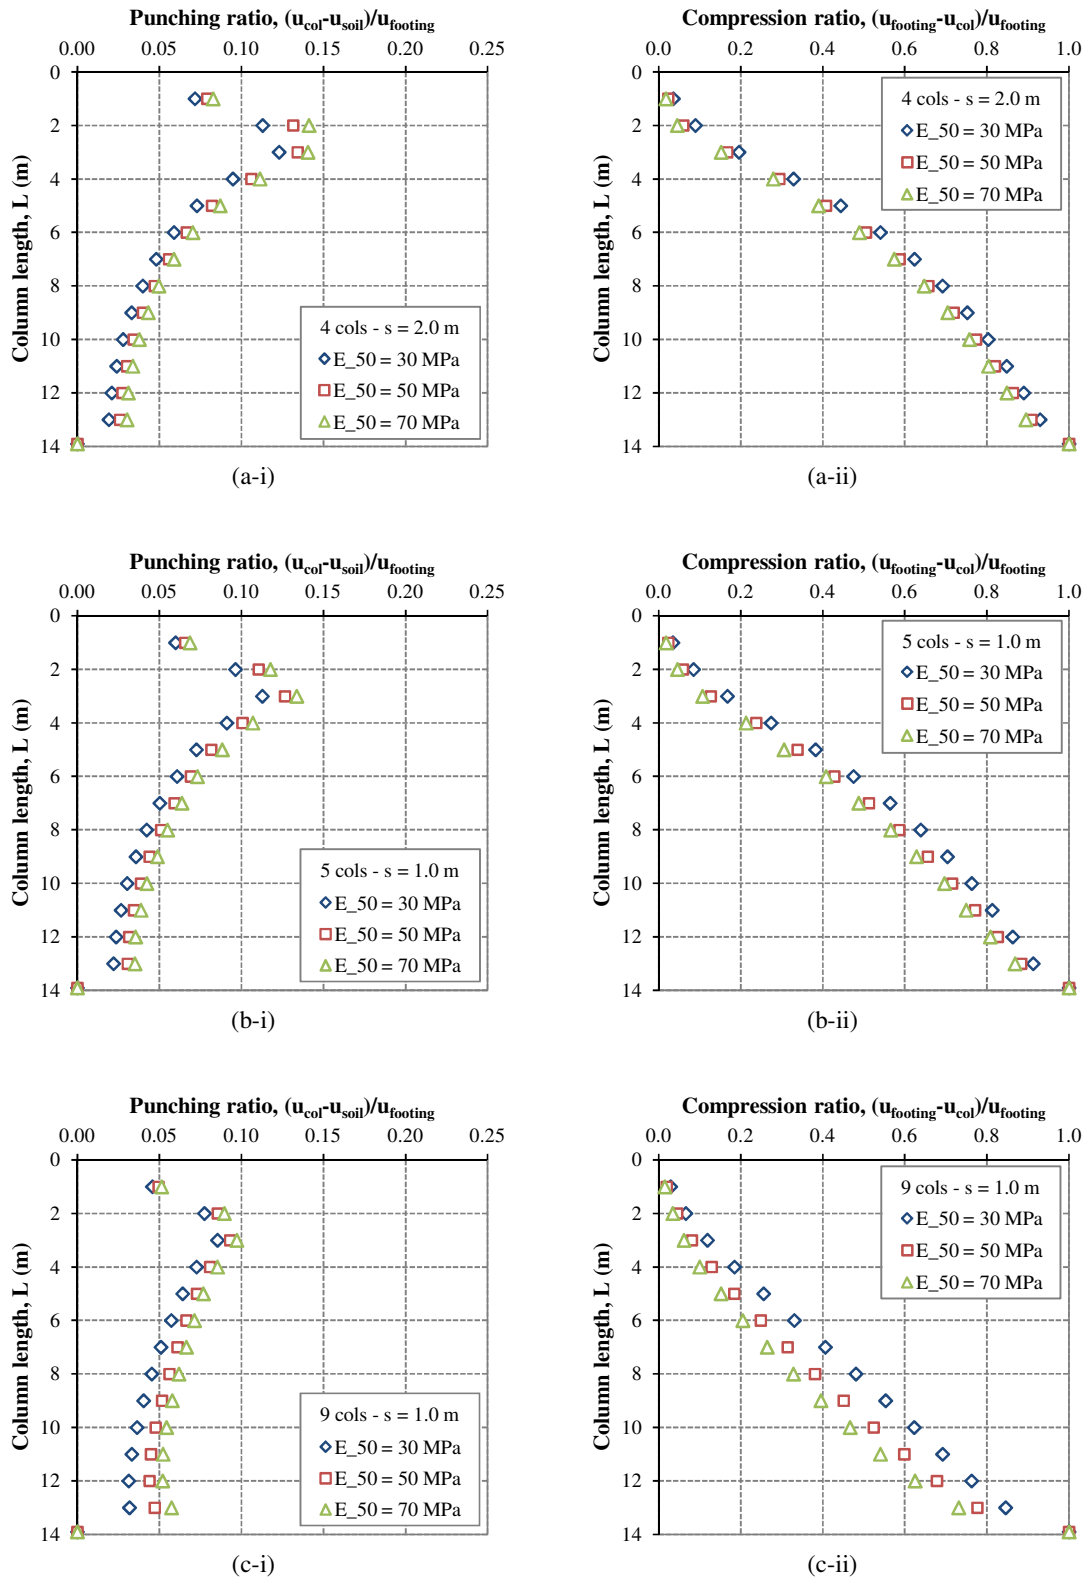 Punching ratio, (ucol-usoil)/ufooting
0.00 0.05 0.10 0.15 0.20 0.25
0
2
4
6
8
10
12
14
Column length, L (m)
4 cols - s = 2.0 m
E_50 = 30 MPa
E_50 = 50 MPa
E_50 = 70 MPa
(a-i)
Compression ratio, (ufooting-ucol)/ufooting
0.0 0.2 0.4 0.6 0.8 1.0
0
2
4
6
8
10
12
14
Column length, L (m)
4 cols - s = 2.0 m
E_50 = 30 MPa
E_50 = 50 MPa
E_50 = 70 MPa
(a-ii)
Punching ratio, (ucol-usoil)/ufooting
0.00 0.05 0.10 0.15 0.20 0.25
0
2
4
6
8
10
12
14
Column length, L (m)
5 cols - s = 1.0 m
E_50 = 30 MPa
E_50 = 50 MPa
E_50 = 70 MPa
(b-i)
Compression ratio, (ufooting-ucol)/ufooting
0.0 0.2 0.4 0.6 0.8 1.0
0
2
4
6
8
10
12
14
Column length, L (m)
5 cols - s = 1.0 m
E_50 = 30 MPa
E_50 = 50 MPa
E_50 = 70 MPa
(b-ii)
Punching ratio, (ucol-usoil)/ufooting
0.00 0.05 0.10 0.15 0.20 0.25
0
2
4
6
8
10
12
14
Column length, L (m)
9 cols - s = 1.0 m
E_50 = 30 MPa
E_50 = 50 MPa
E_50 = 70 MPa
(c-i)
Compression ratio, (ufooting-ucol)/ufooting
0.0 0.2 0.4 0.6 0.8 1.0
0
2
4
6
8
10
12
14
Column length, L (m)
9 cols - s = 1.0 m
E_50 = 30 MPa
E_50 = 50 MPa
E_50 = 70 MPa
(c-ii)